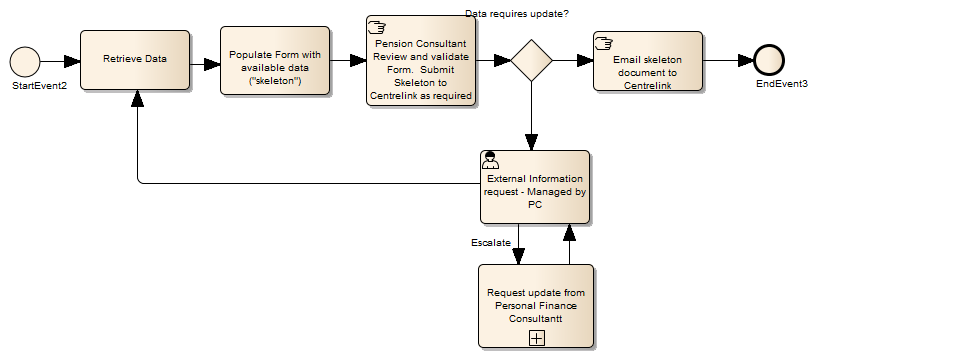 Data requires update?
StartEvent2
Retrieve Data
Populate Form with
available data
("skeleton")
Pension Consultant
Review and validate
Form. Submit
Skeleton to
Centrelink as required
Email skeleton
document to
Centrelink
EndEvent3
External Information
request - Managed by
PC
Escalate
Request update from
Personal Finance
Consultantt